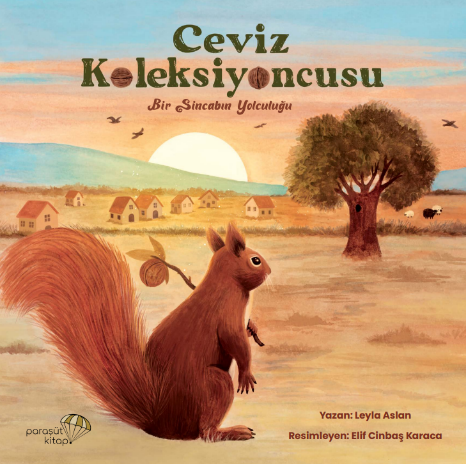 Ceviz
Koleksiyoncusu
Bir Sincabın Yolculuğu
Yazan: Leyla Aslan
Resimleyen: Elif Cinbaş Karaca
paraşüt
kitap